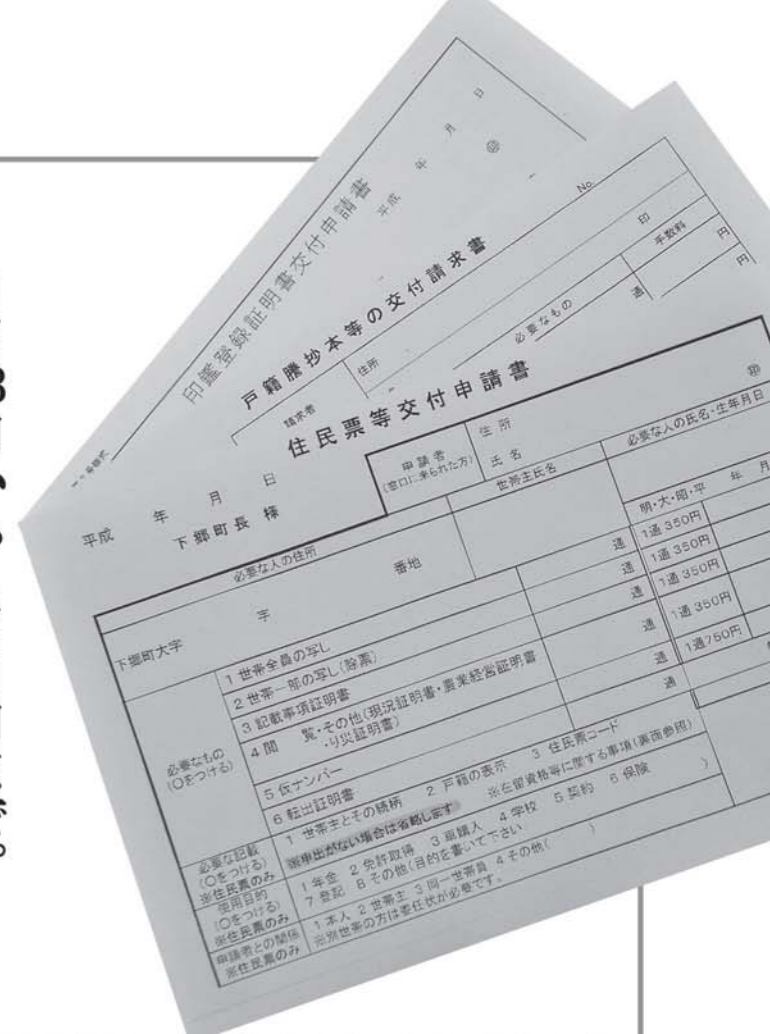 印鑑登録証明書交付申請書
平成 年 月 日
㊞
戸籍謄抄本等の交付請求書
No.
請求者
住所
印
必要なもの
通
手数料
円
円
住民票等交付申請書
平成 年 月 日
下郷町長 様
申請者
(窓口に来られた方)
住所
氏名
㊞
必要な人の住所
世帯主氏名
必要な人の氏名・生年月日
下郷町大字 字 番地
明・大・昭・平 年 月
必要なもの
(○をつける)
1 世帯全員の写し 通 1通 350円
2 世帯一部の写し(除票) 通 1通 350円
3 記載事項証明書 通 1通 350円
4 閲 覧・その他(現況証明書・農業経営証明書
・り災証明書) 通 1通 350円
5 仮ナンバー 通 1通 750円
6 転出証明書 通
必要な記載
(○をつける)
※住民票のみ
1 世帯主とその続柄 2 戸籍の表示 3 住民票コード
※申出がない場合は省略します ※在留資格等に関する事項(裏面参照)
使用目的
(○をつける)
※住民票のみ
1 年金 2 免許取得 3 車購入 4 学校 5 契約 6 保険
7 登記 8 その他(目的を書いて下さい )
申請者との関係
※住民票のみ
1 本人 2 世帯主 3 同一世帯員 4 その他( )
※別世帯の方は委任状が必要です。